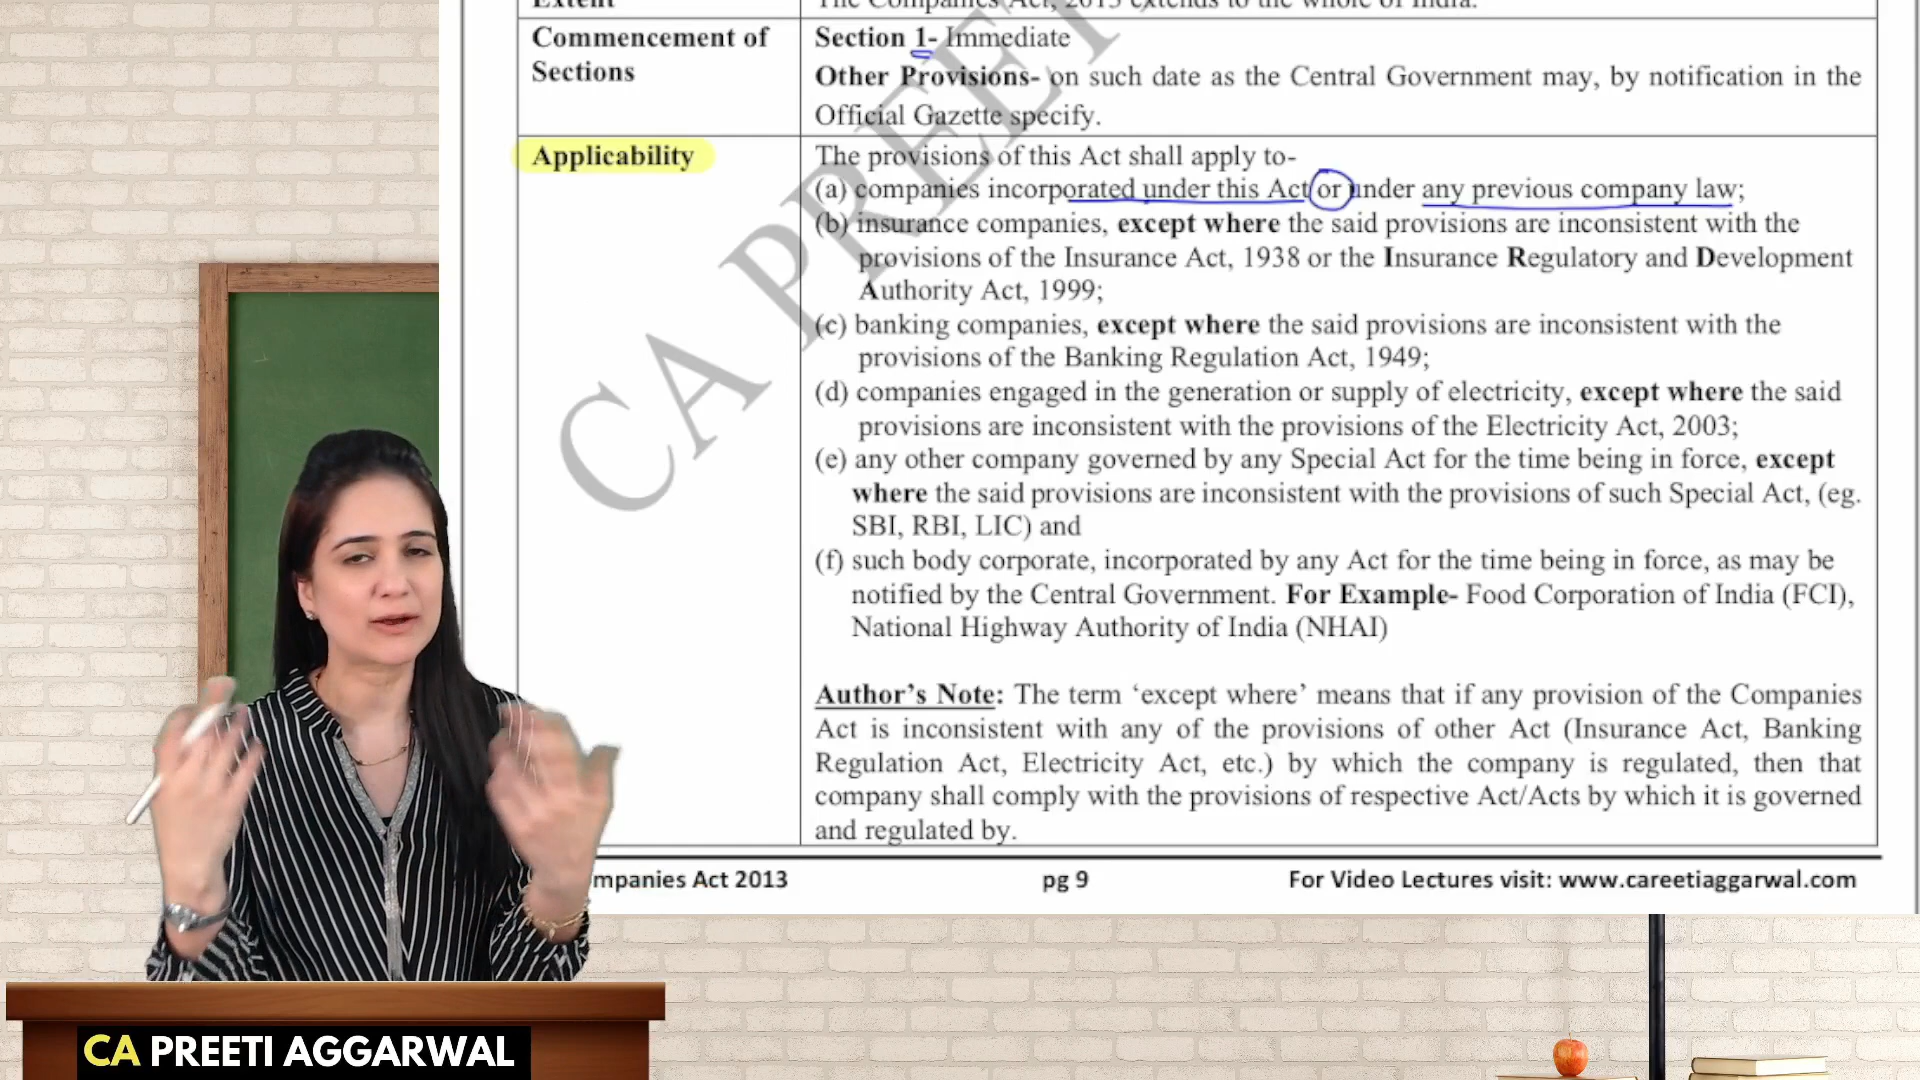 Extent
The Companies Act, 2013 extends to the whole of India.
Commencement of
Sections
Section 1- Immediate
Other Provisions- on such date as the Central Government may, by notification in the
Official Gazette specify.
Applicability
The provisions of this Act shall apply to-
(a) companies incorporated under this Act or under any previous company law;
(b) insurance companies, except where the said provisions are inconsistent with the
provisions of the Insurance Act, 1938 or the Insurance Regulatory and Development
Authority Act, 1999;
(c) banking companies, except where the said provisions are inconsistent with the
provisions of the Banking Regulation Act, 1949;
(d) companies engaged in the generation or supply of electricity, except where the said
provisions are inconsistent with the provisions of the Electricity Act, 2003;
(e) any other company governed by any Special Act for the time being in force, except
where the said provisions are inconsistent with the provisions of such Special Act, (eg.
SBI, RBI, LIC) and
(f) such body corporate, incorporated by any Act for the time being in force, as may be
notified by the Central Government. For Example- Food Corporation of India (FCI),
National Highway Authority of India (NHAI)
Author's Note: The term ‘except where’ means that if any provision of the Companies
Act is inconsistent with any of the provisions of other Act (Insurance Act, Banking
Regulation Act, Electricity Act, etc.) by which the company is regulated, then that
company shall comply with the provisions of respective Act/Acts by which it is governed
and regulated by.
mpanies Act 2013
pg 9
For Video Lectures visit: www.careetiaggarwal.com
CA PREET
CA PREETI AGGARWAL